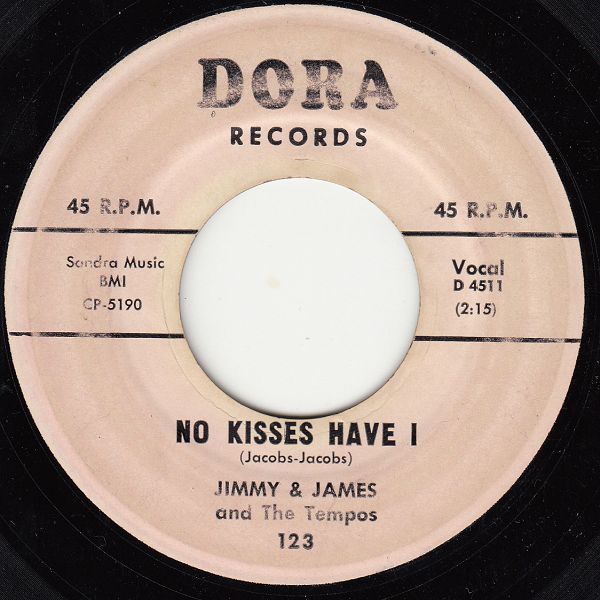 DORA
RECORDS
45 R.P.M.
45 R.P.M.
Sandra Music
BMI
CP-5190
Vocal
D 4511
(2:15)
NO KISSES HAVE I
(Jacobs-Jacobs)
JIMMY & JAMES
and The Tempos
123